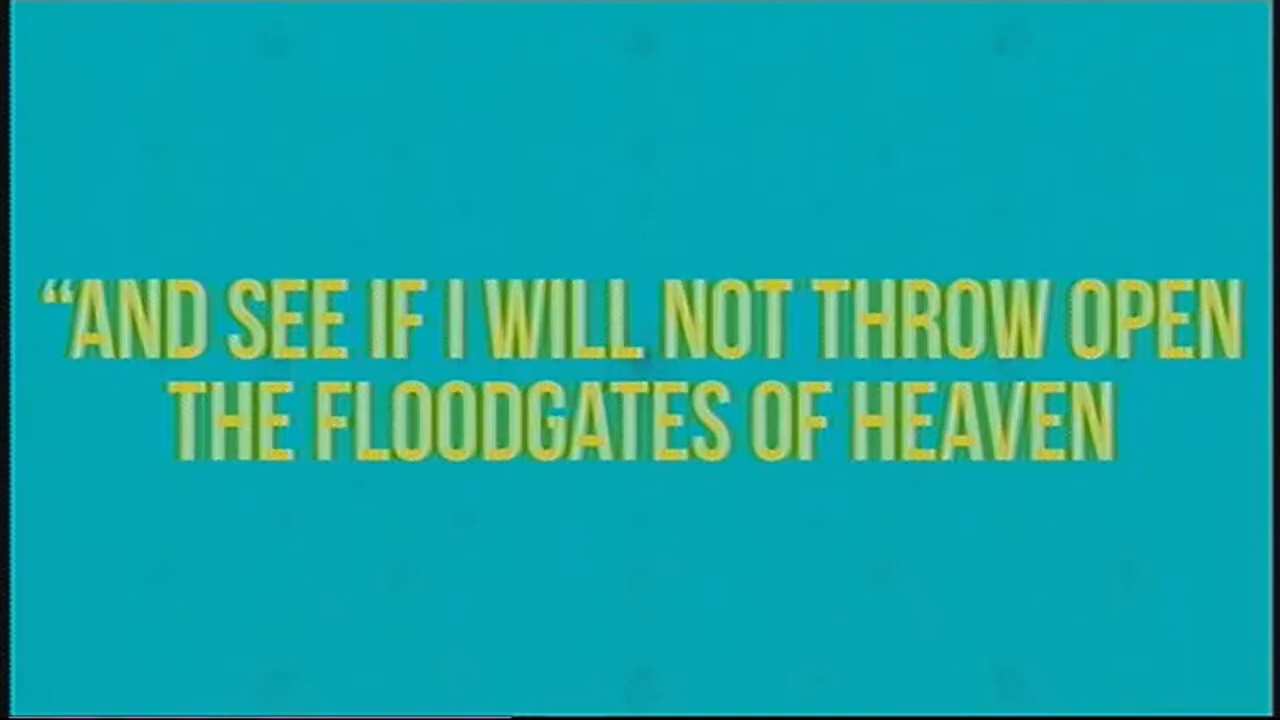 “AND SEE IF I WILL NOT THROW OPEN
THE FLOODGATES OF HEAVEN